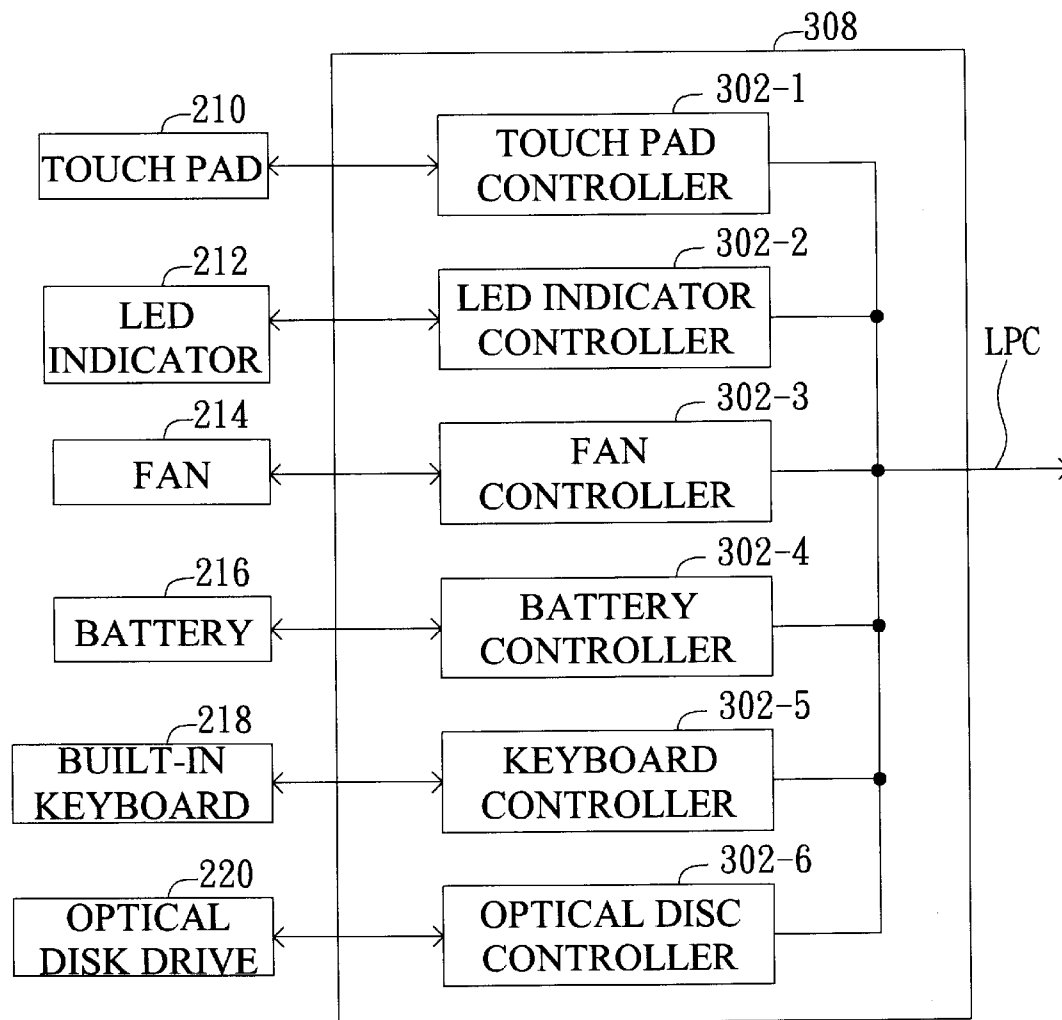 308
302-1
210
TOUCH PAD
TOUCH PAD
CONTROLLER
302-2
212
LED
INDICATOR
LED INDICATOR
CONTROLLER
LPC
302-3
214
FAN
FAN
CONTROLLER
302-4
216
BATTERY
BATTERY
CONTROLLER
302-5
218
BUILT-IN
KEYBOARD
KEYBOARD
CONTROLLER
302-6
220
OPTICAL
DISK DRIVE
OPTICAL DISC
CONTROLLER